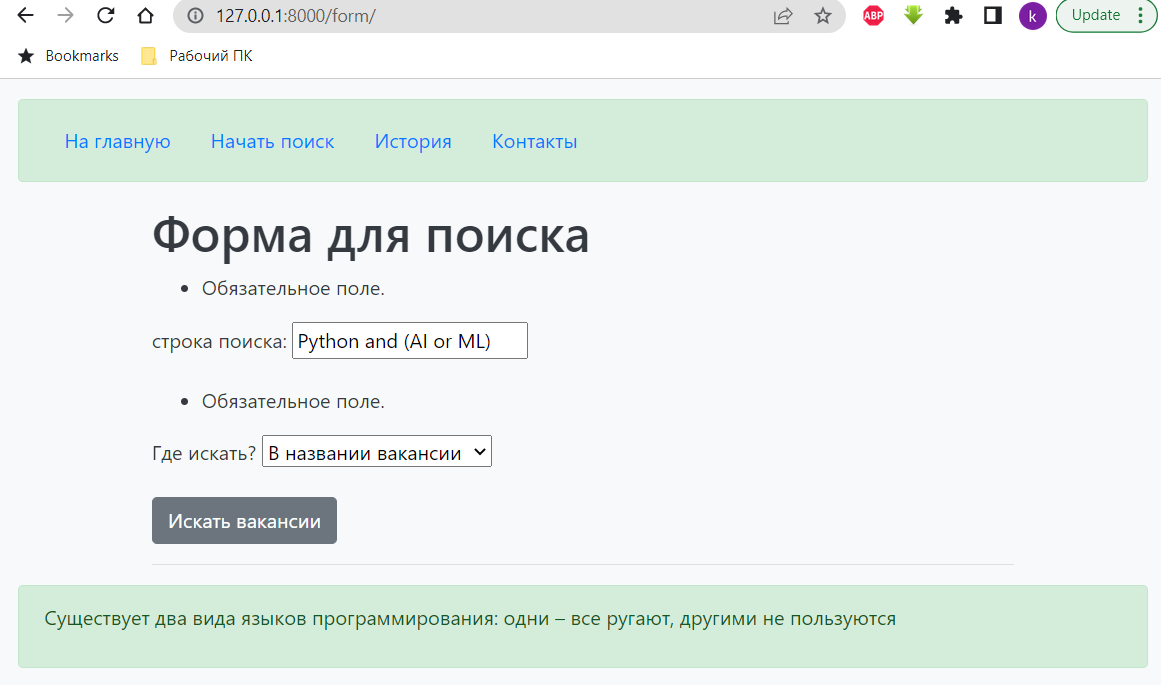 127.0.0.1:8000/form/
ABP
k
Update
Bookmarks
Рабочий ПК
На главную
Начать поиск
История
Контакты
Форма для поиска
Обязательное поле.
строка поиска: Python and (AI or ML)
Обязательное поле.
Где искать? В названии вакансии
Искать вакансии
Существует два вида языков программирования: одни – все ругают, другими не пользуются